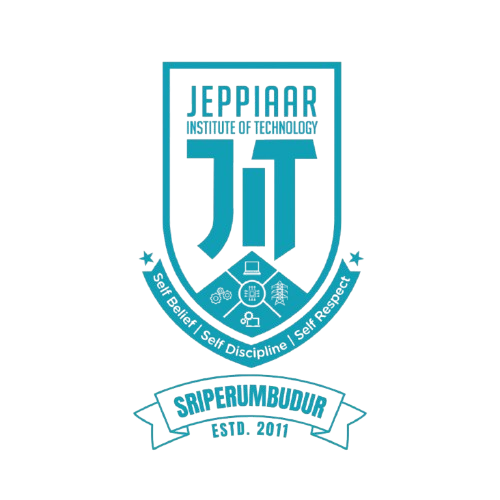 JEPPIAAR
INSTITUTE OF TECHNOLOGY
JiT
Self Belief | Self Discipline | Self Respect
SRIPERUMBUDUR
ESTD. 2011